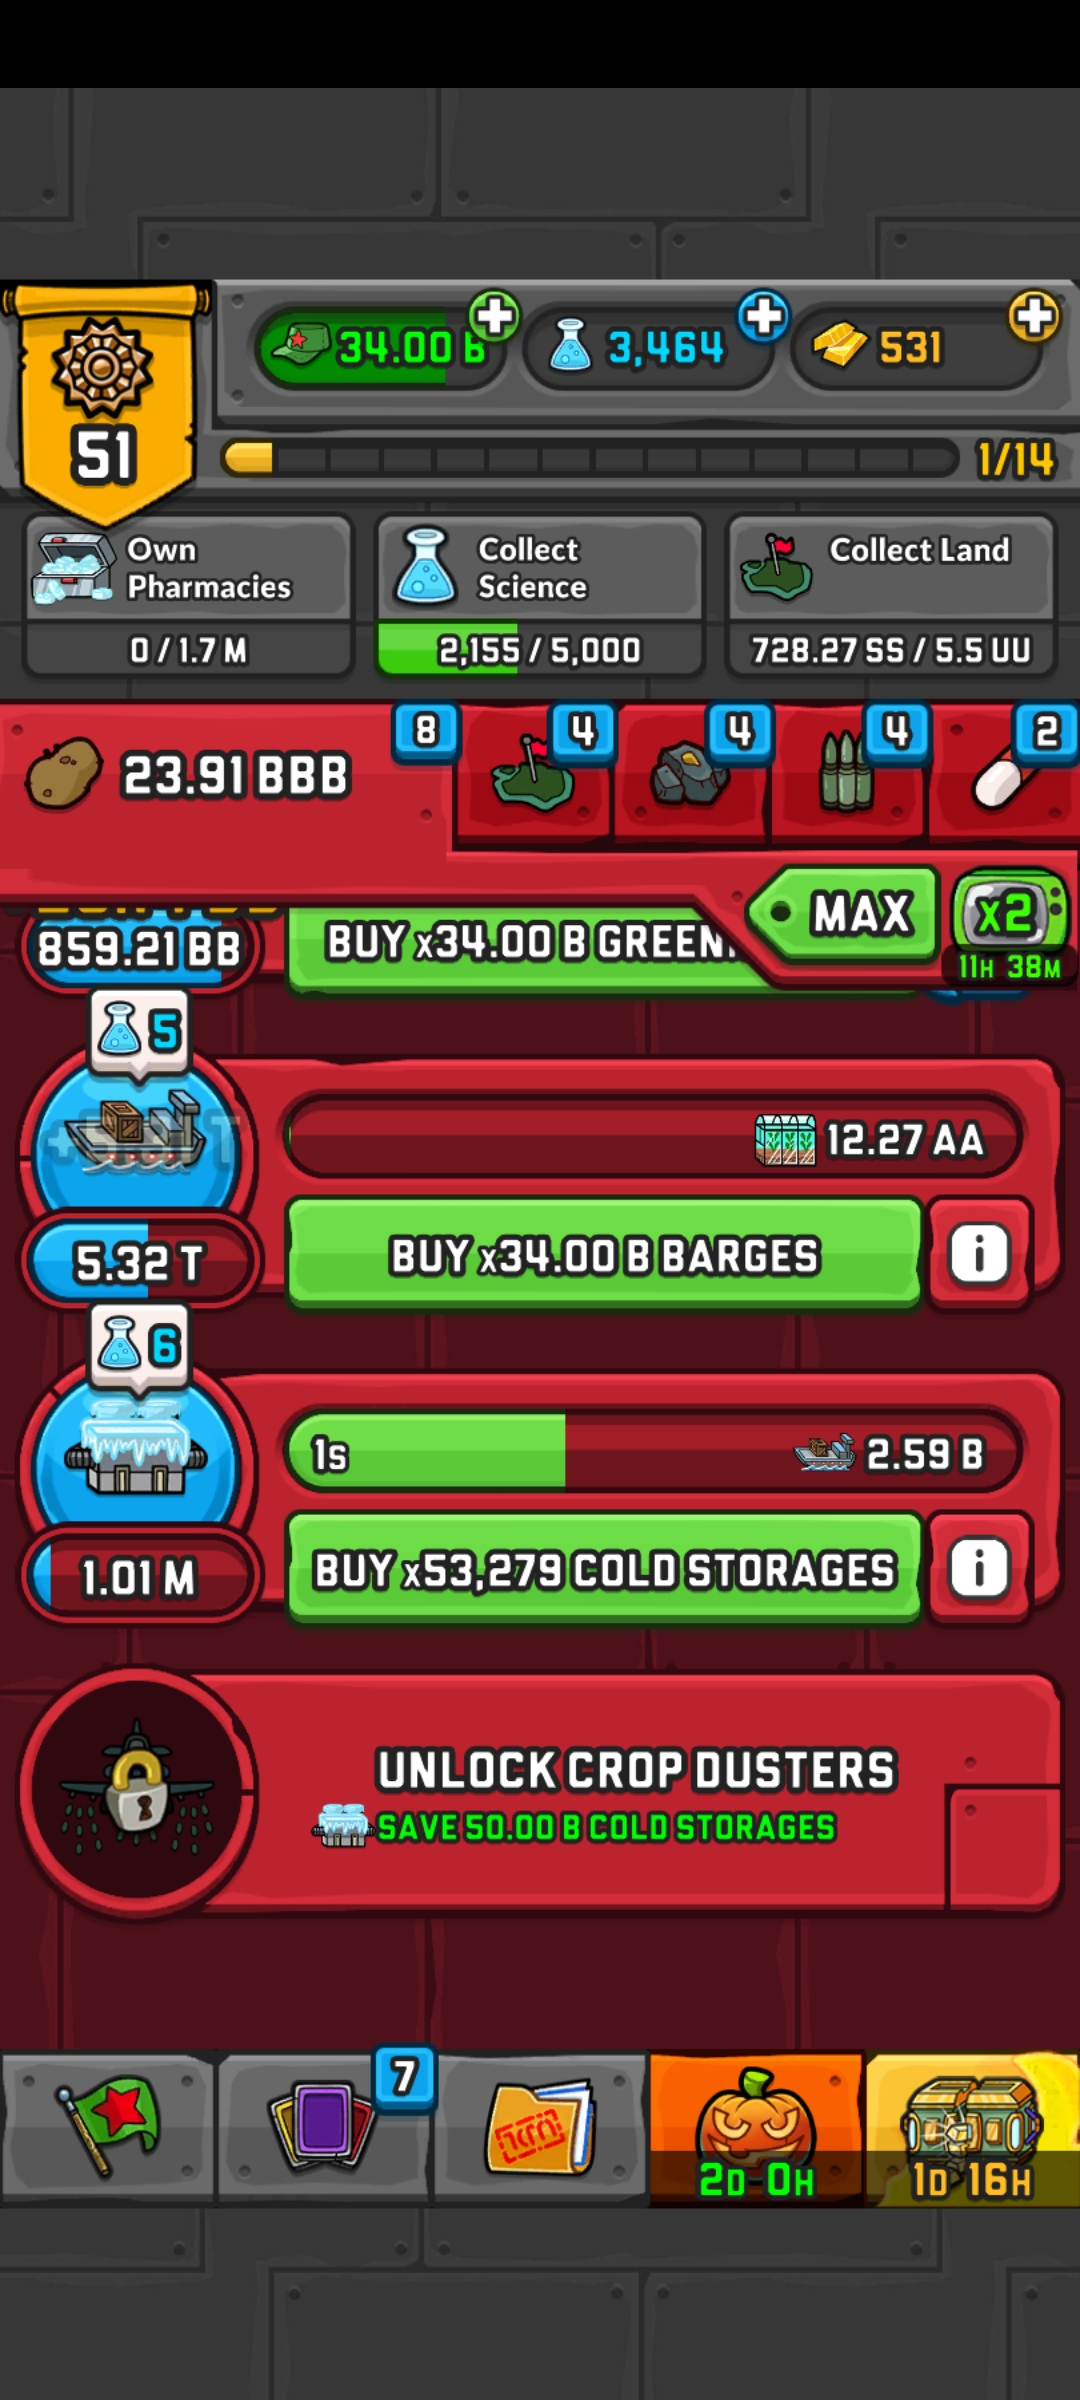 34.00 B
3,464
531
51
1/14
Own
Pharmacies
0 / 1.7 M
Collect
Science
2,155 / 5,000
Collect Land
728.27 SS / 5.5 UU
23.91 BBB
8
4
4
4
2
MAX
x2
11H 38M
859.21 BB
BUY x34.00 B
5
12.27 AA
5.32 T
BUY x34.00 B BARGES
i
6
1s
2.59 B
1.01 M
BUY x53,279 COLD STORAGES
i
UNLOCK CROP DUSTERS
SAVE 50.00 B COLD STORAGES
7
2D 0H
1D 16H